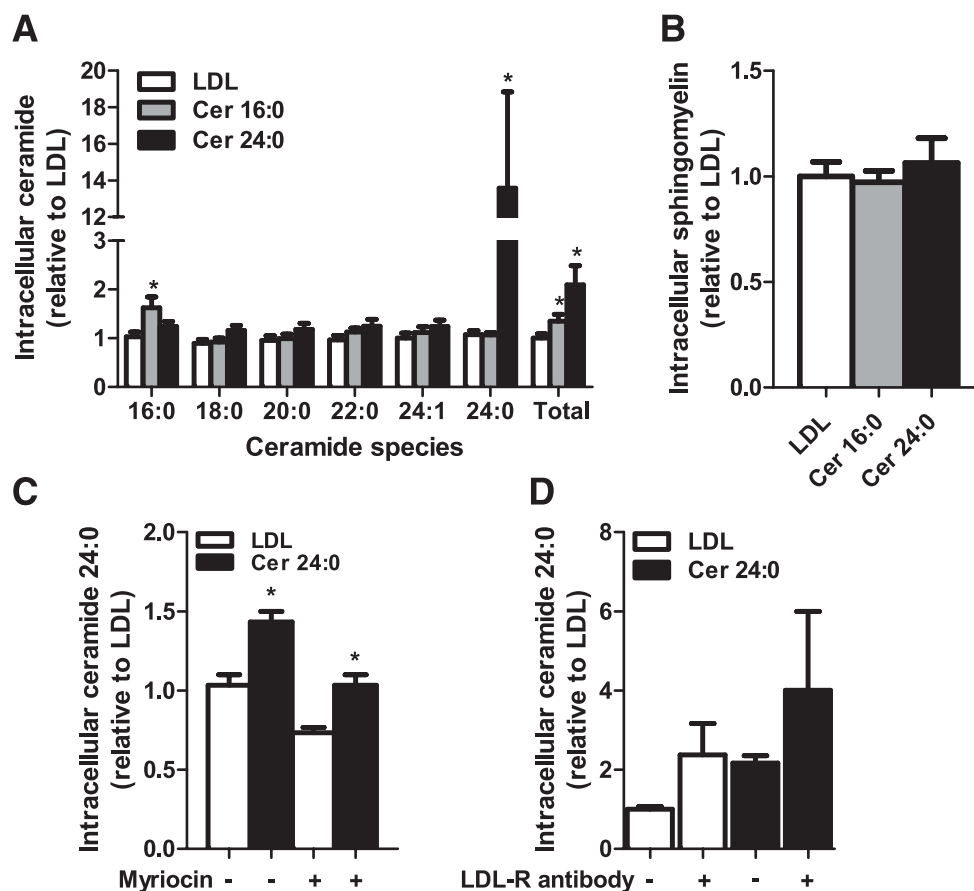 A
Intracellular ceramide
(relative to LDL)
20
18
16
14
12
3
2
1
0
LDL
Cer 16:0
Cer 24:0
*
*
*
*
16:0 18:0 20:0 22:0 24:1 24:0 Total
Ceramide species
B
Intracellular sphingomyelin
(relative to LDL)
1.5
1.0
0.5
0.0
LDL
Cer 16:0
Cer 24:0
C
Intracellular ceramide 24:0
(relative to LDL)
2.0
1.5
1.0
0.5
0.0
LDL
Cer 24:0
*
*
Myriocin - - + +
D
Intracellular ceramide 24:0
(relative to LDL)
8
6
4
2
0
LDL
Cer 24:0
LDL-R antibody - + - +